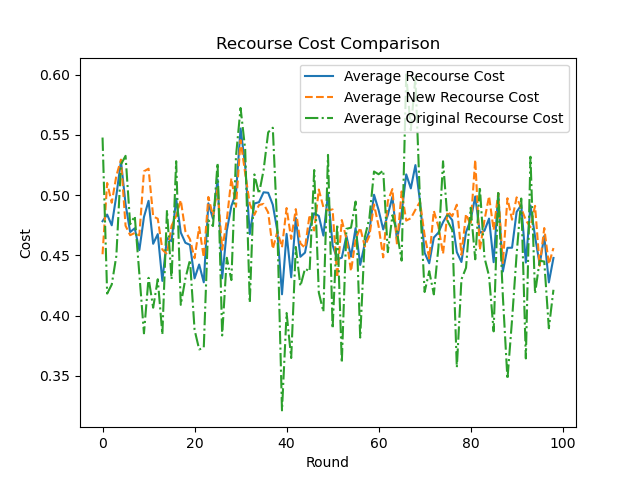 Recourse Cost Comparison
Average Recourse Cost
Average New Recourse Cost
Average Original Recourse Cost
Cost
0.60
0.55
0.50
0.45
0.40
0.35
0
20
40
60
80
100
Round